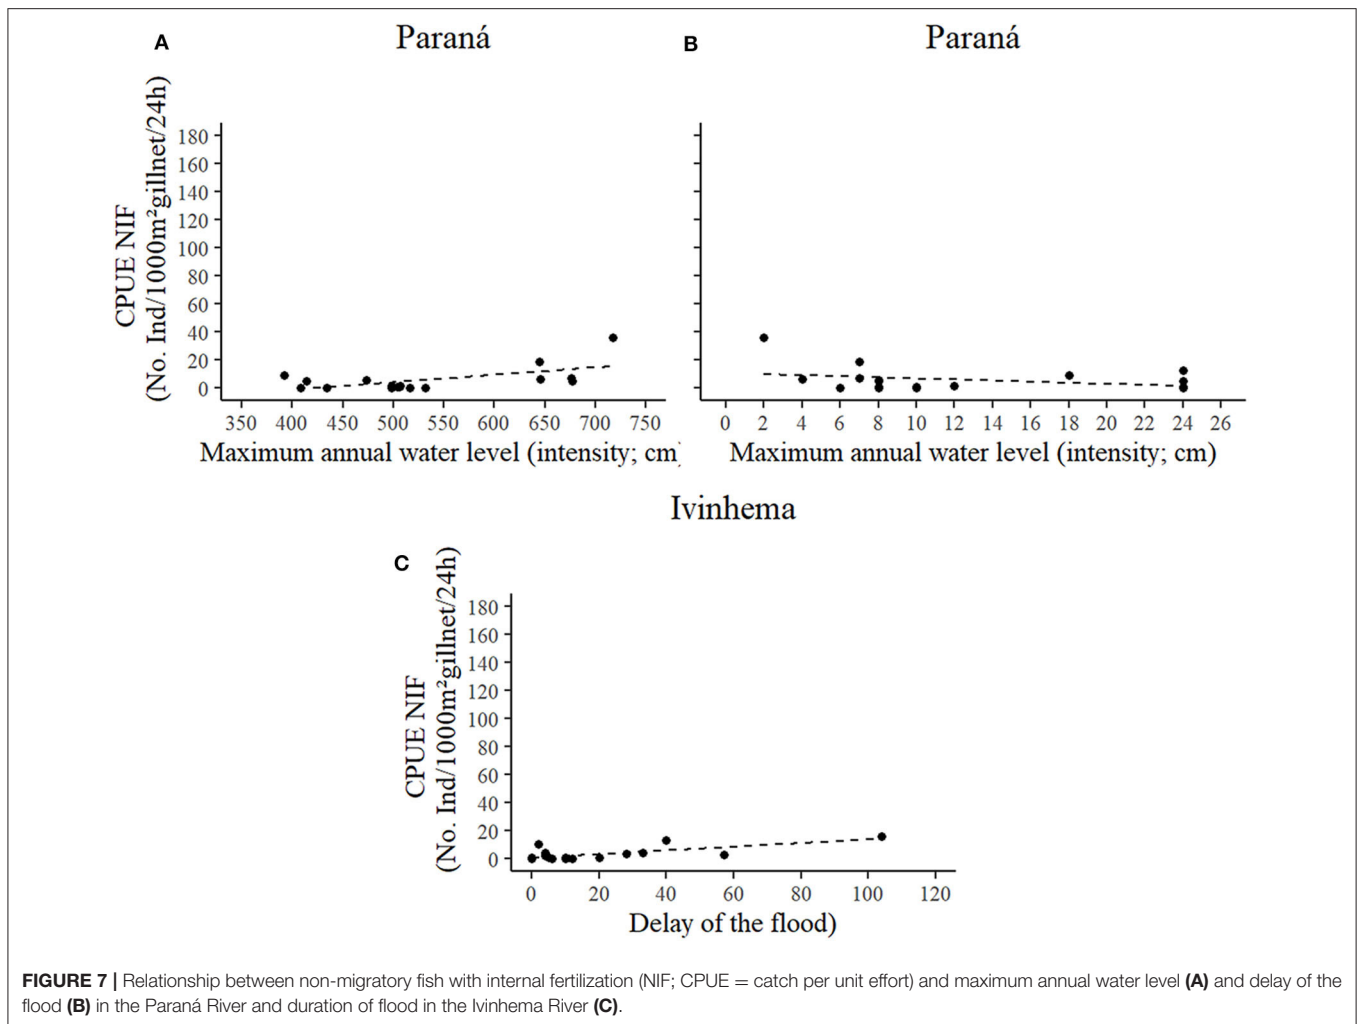 A
Paraná
CPUE NIF
(No. Ind/1000m²gillnet/24h)
180
160
140
120
100
80
60
40
20
0
350 400 450 500 550 600 650 700 750
Maximum annual water level (intensity; cm)
B
Paraná
0 2 4 6 8 10 12 14 16 18 20 22 24 26
Maximum annual water level (intensity; cm)
Ivinhema
C
CPUE NIF
(No. Ind/1000m²gillnet/24h)
180
160
140
120
100
80
60
40
20
0
0 20 40 60 80 100 120
Delay of the flood)
FIGURE 7 | Relationship between non-migratory fish with internal fertilization (NIF; CPUE = catch per unit effort) and maximum annual water level (A) and delay of the
flood (B) in the Paraná River and duration of flood in the Ivinhema River (C).